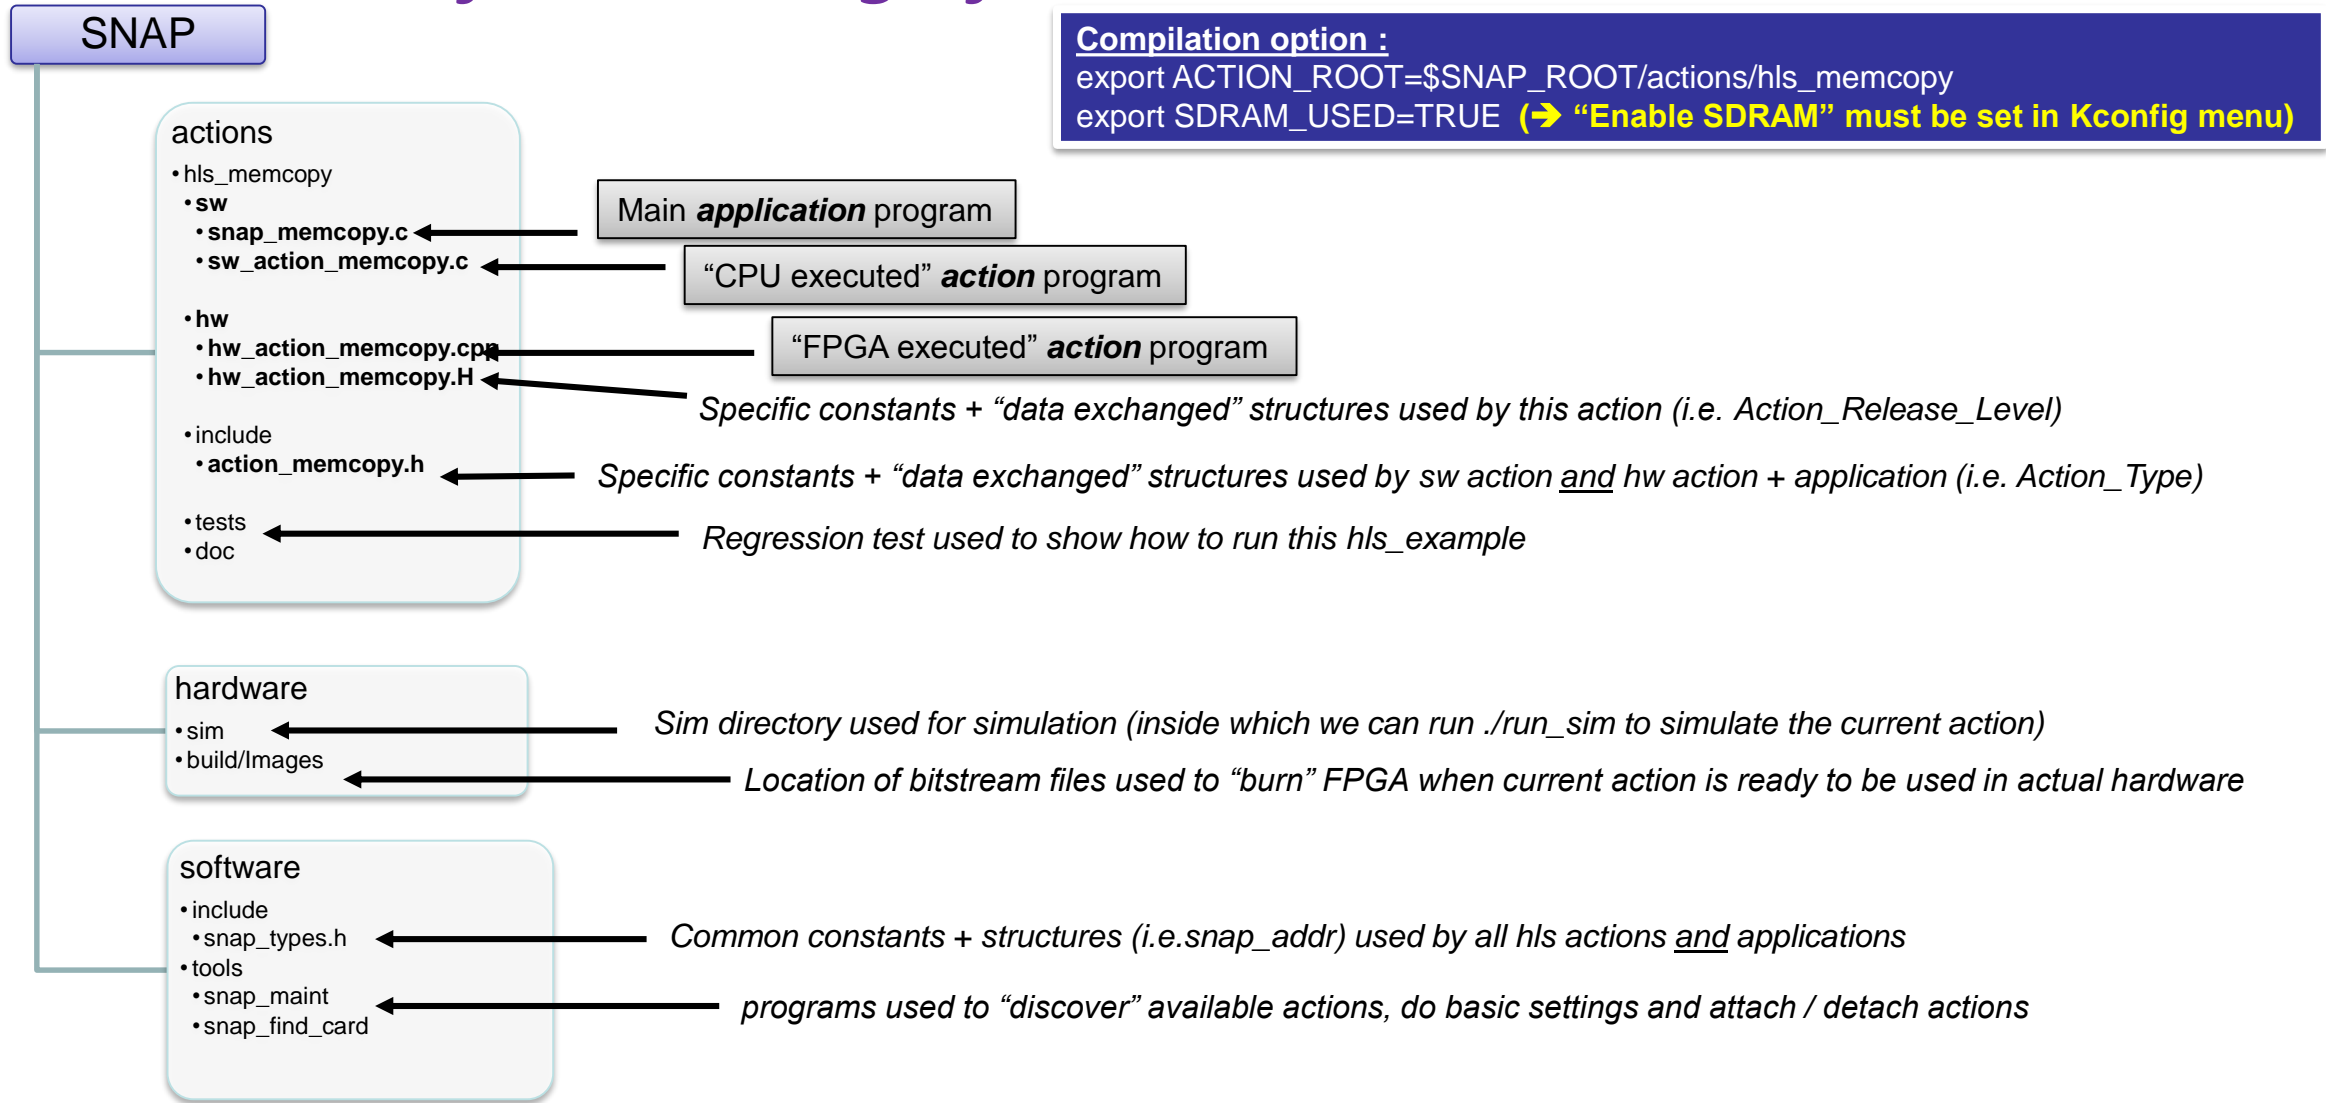 SNAP
Compilation option :
export ACTION_ROOT=$SNAP_ROOT/actions/hls_memcopy
export SDRAM_USED=TRUE (➔ “Enable SDRAM” must be set in Kconfig menu)
actions
•hls_memcopy
•sw
•snap_memcopy.c
Main application program
•sw_action_memcopy.c
“CPU executed” action program
•hw
•hw_action_memcopy.cpp
“FPGA executed” action program
•hw_action_memcopy.H
Specific constants + “data exchanged” structures used by this action (i.e. Action_Release_Level)
•include
•action_memcopy.h
Specific constants + “data exchanged” structures used by sw action and hw action + application (i.e. Action_Type)
•tests
Regression test used to show how to run this hls_example
•doc
hardware
•sim
Sim directory used for simulation (inside which we can run ./run_sim to simulate the current action)
•build/Images
Location of bitstream files used to “burn” FPGA when current action is ready to be used in actual hardware
software
•include
•snap_types.h
Common constants + structures (i.e.snap_addr) used by all hls actions and applications
•tools
•snap_maint
programs used to “discover” available actions, do basic settings and attach / detach actions
•snap_find_card